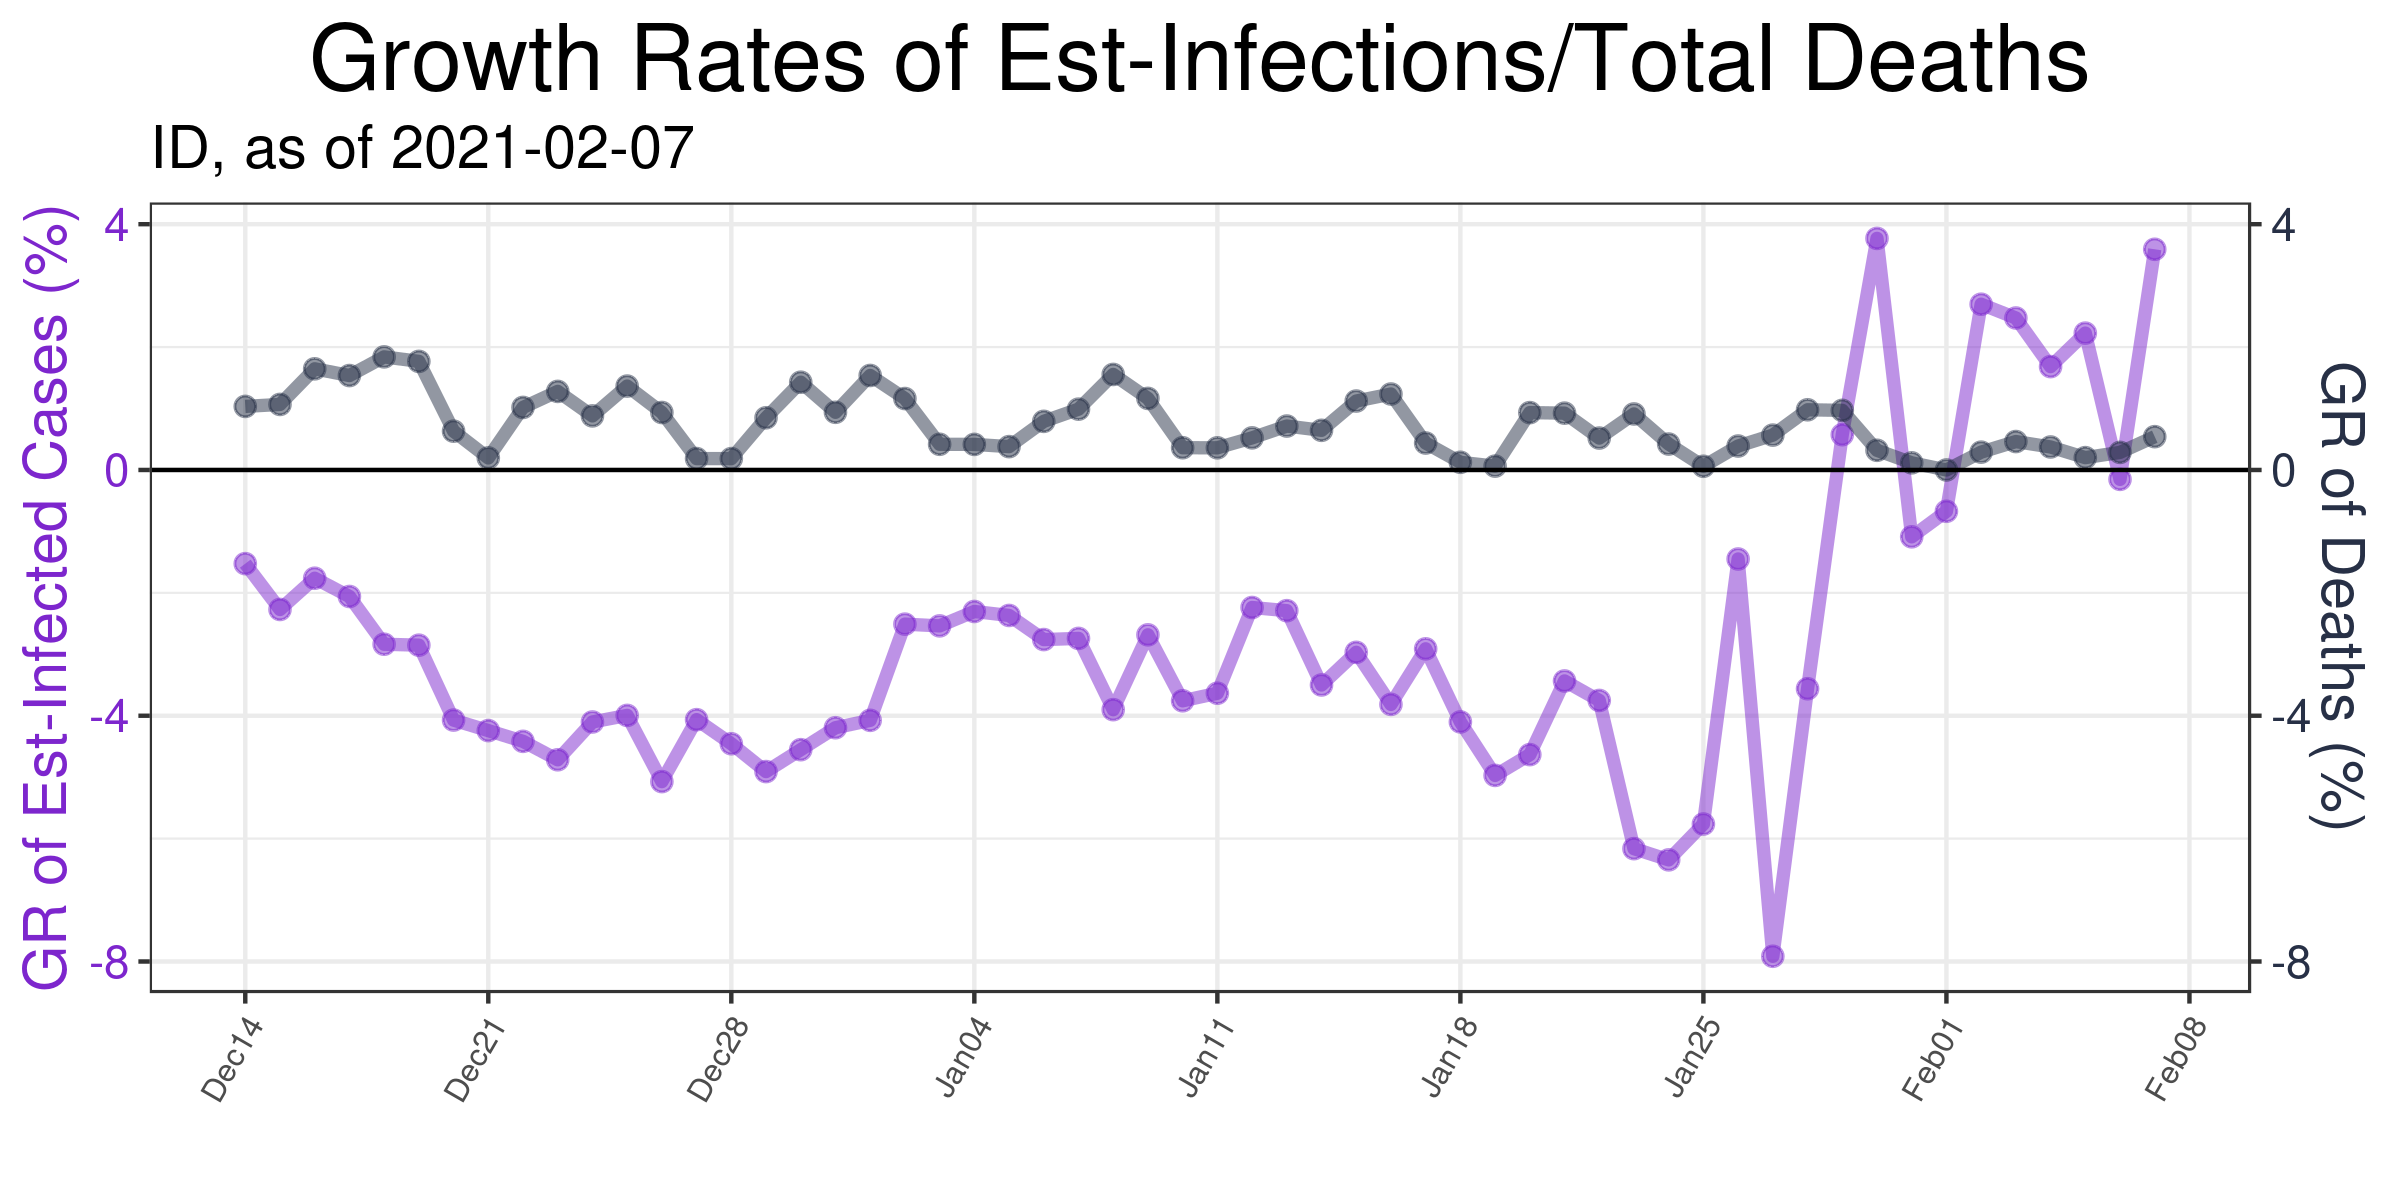 Growth Rates of Est-Infections/Total Deaths
ID, as of 2021-02-07
GR of Est-Infected Cases (%)
4
0
-4
-8
4
0
-4
-8
GR of Deaths (%)
Dec14
Dec21
Dec28
Jan04
Jan11
Jan18
Jan25
Feb01
Feb08